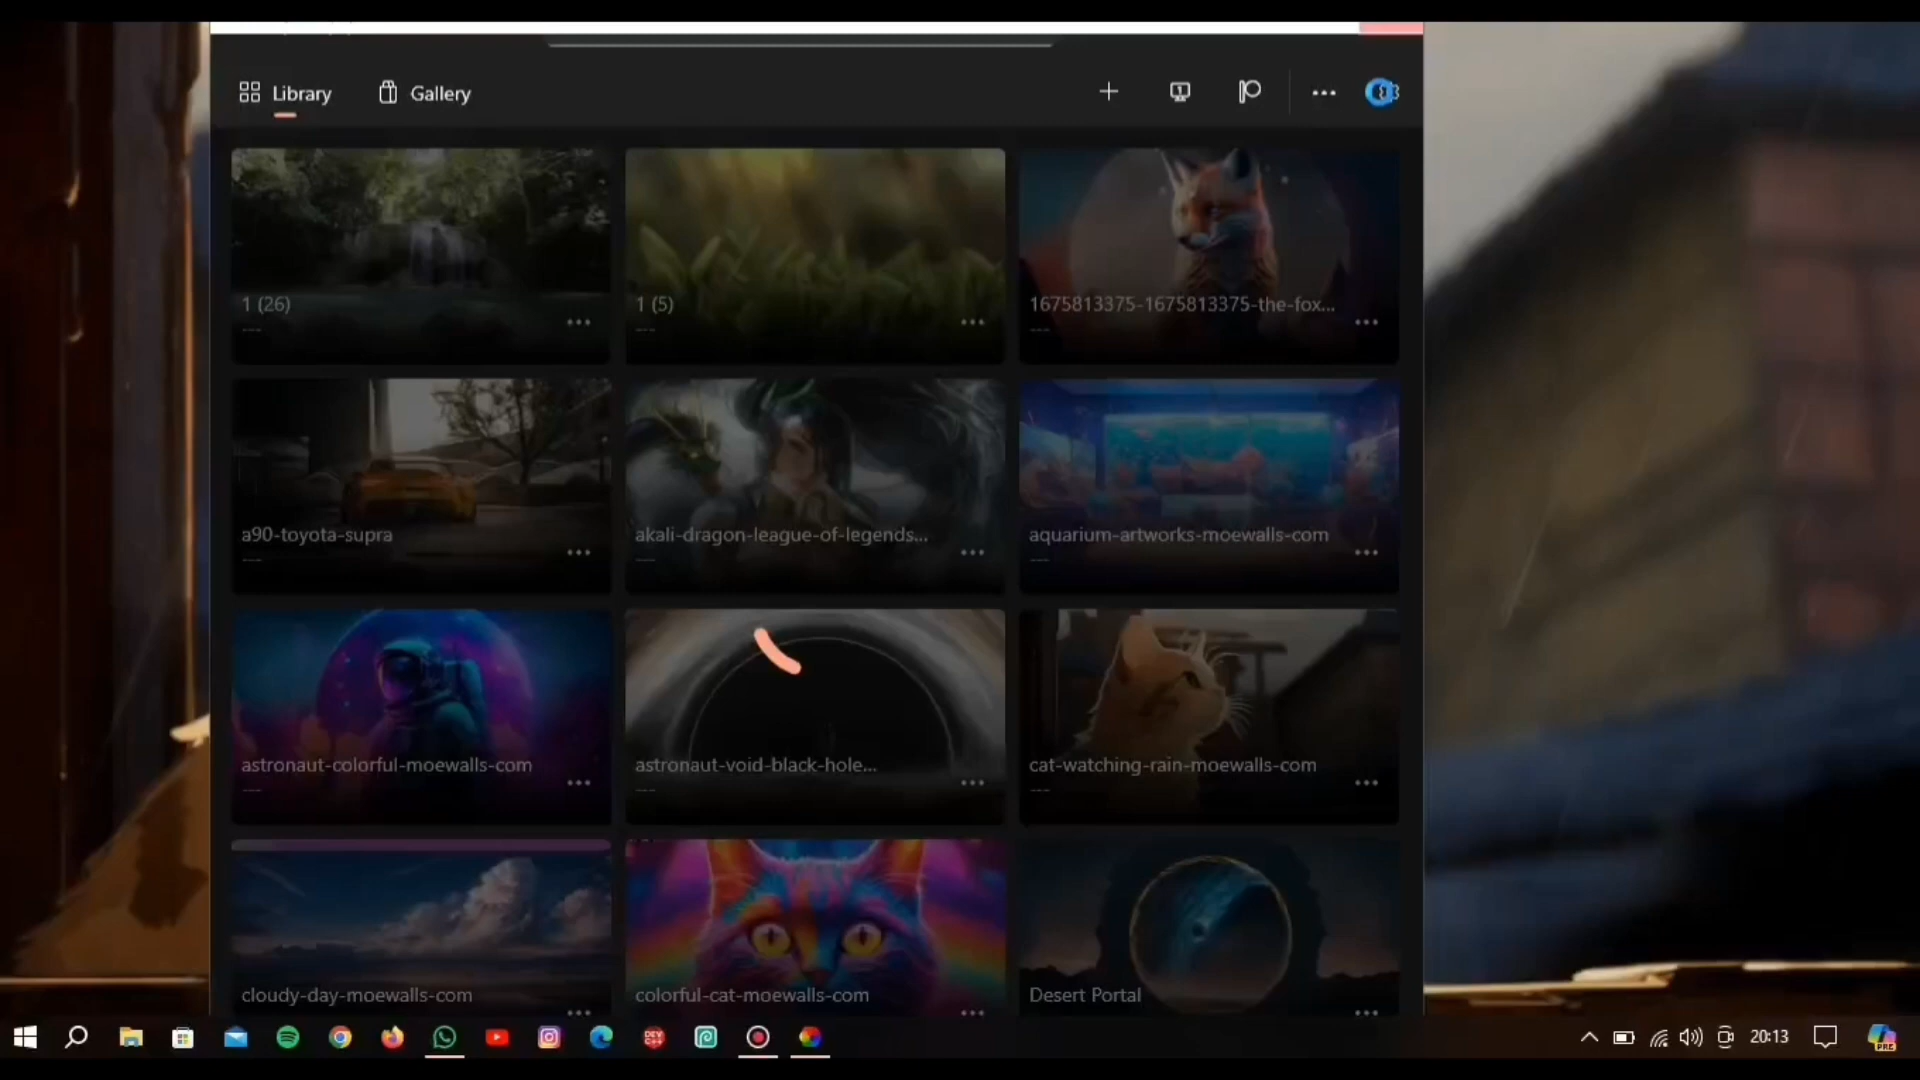 Library
Gallery
1 (26)
1 (5)
1675813375-1675813375-the-fox...
a90-toyota-supra
akali-dragon-league-of-legends...
aquarium-artworks-moewalls-com
astronaut-colorful-moewalls-com
astronaut-void-black-hole...
cat-watching-rain-moewalls-com
cloudy-day-moewalls-com
colorful-cat-moewalls-com
Desert Portal
DEV
C++
20:13
PRE